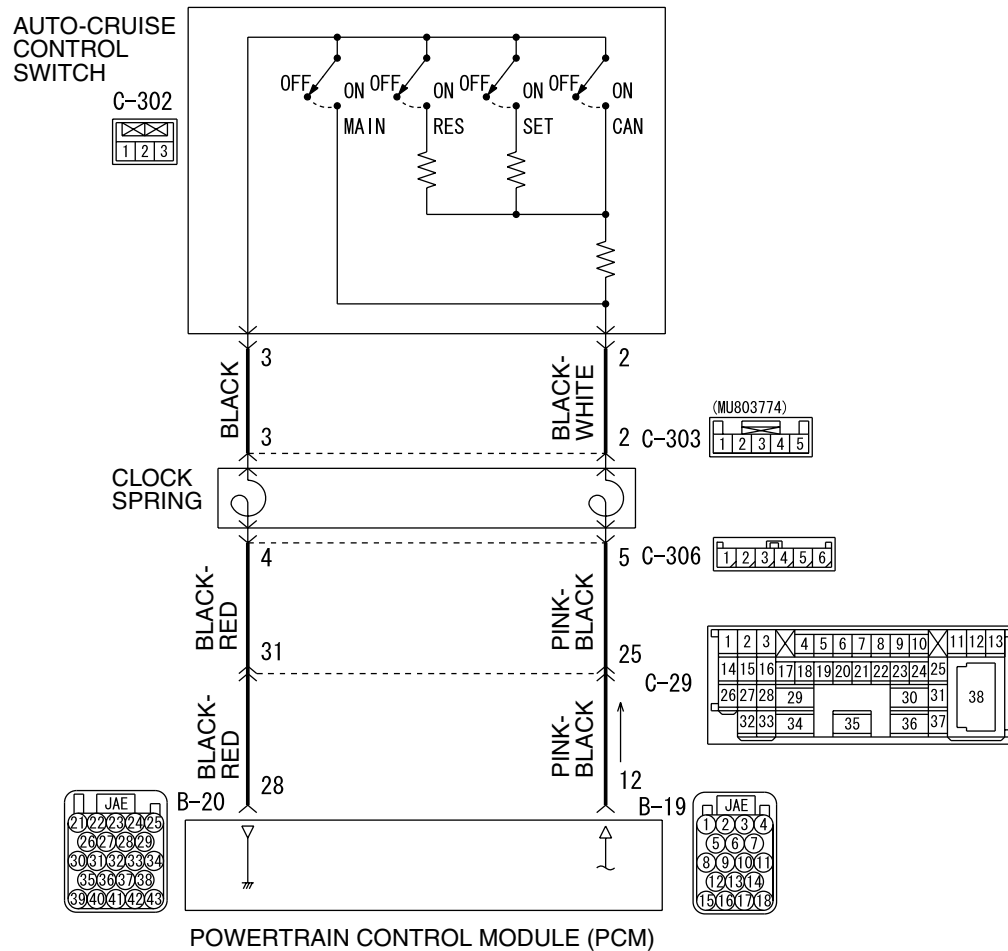 AUTO-CRUISE
CONTROL
SWITCH
C-302
1 2 3
OFF ON OFF ON OFF ON OFF ON
MAIN RES SET CAN
3 2
BLACK
BLACK-
WHITE
3 2 C-303
(MU803774)
1 2 3 4 5
CLOCK
SPRING
4 5 C-306
1 2 3 4 5 6
BLACK-
RED
PINK-
BLACK
31 25
C-29
1 2 3 4 5 6 7 8 9 10 11 12 13
14 15 16 17 18 19 20 21 22 23 24 25
26 27 28 29 30 31 38
32 33 34 35 36 37
BLACK-
RED
PINK-
BLACK
28 12
B-20 B-19
JAE
21 22 23 24 25
26 27 28 29
30 31 32 33 34
35 36 37 38
39 40 41 42 43
JAE
1 2 3 4
5 6 7
8 9 10 11
12 13 14
15 16 17 18
POWERTRAIN CONTROL MODULE (PCM)